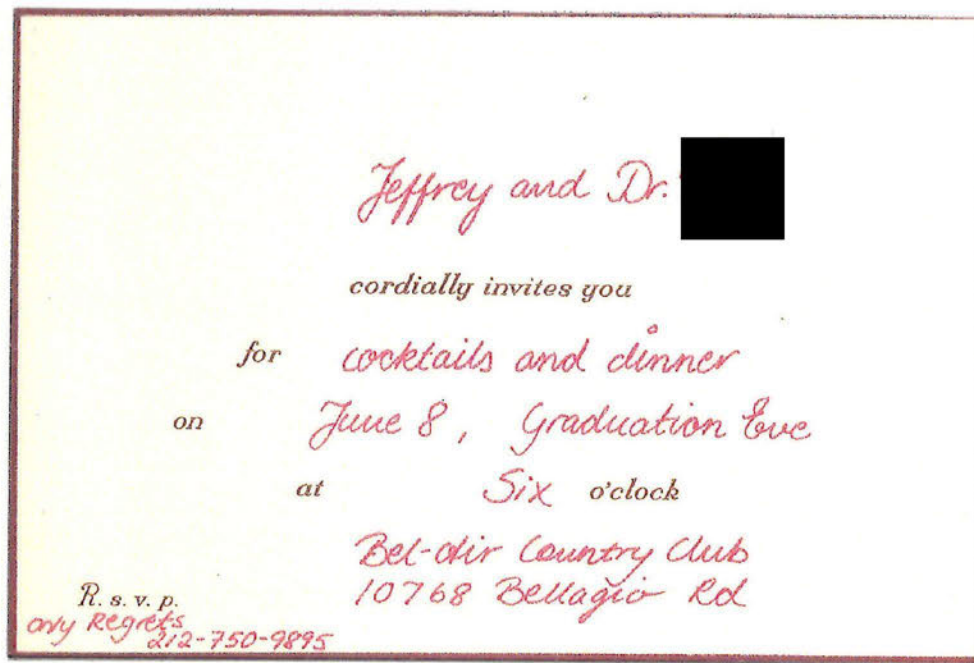 Jeffrey and Dr.
cordially invites you
for cocktails and dinner
on June 8, Graduation Eve
at Six o'clock
Bel-Air Country Club
10768 Bellagio Rd
R. s. v. p.
only Regrets
212-750-9895